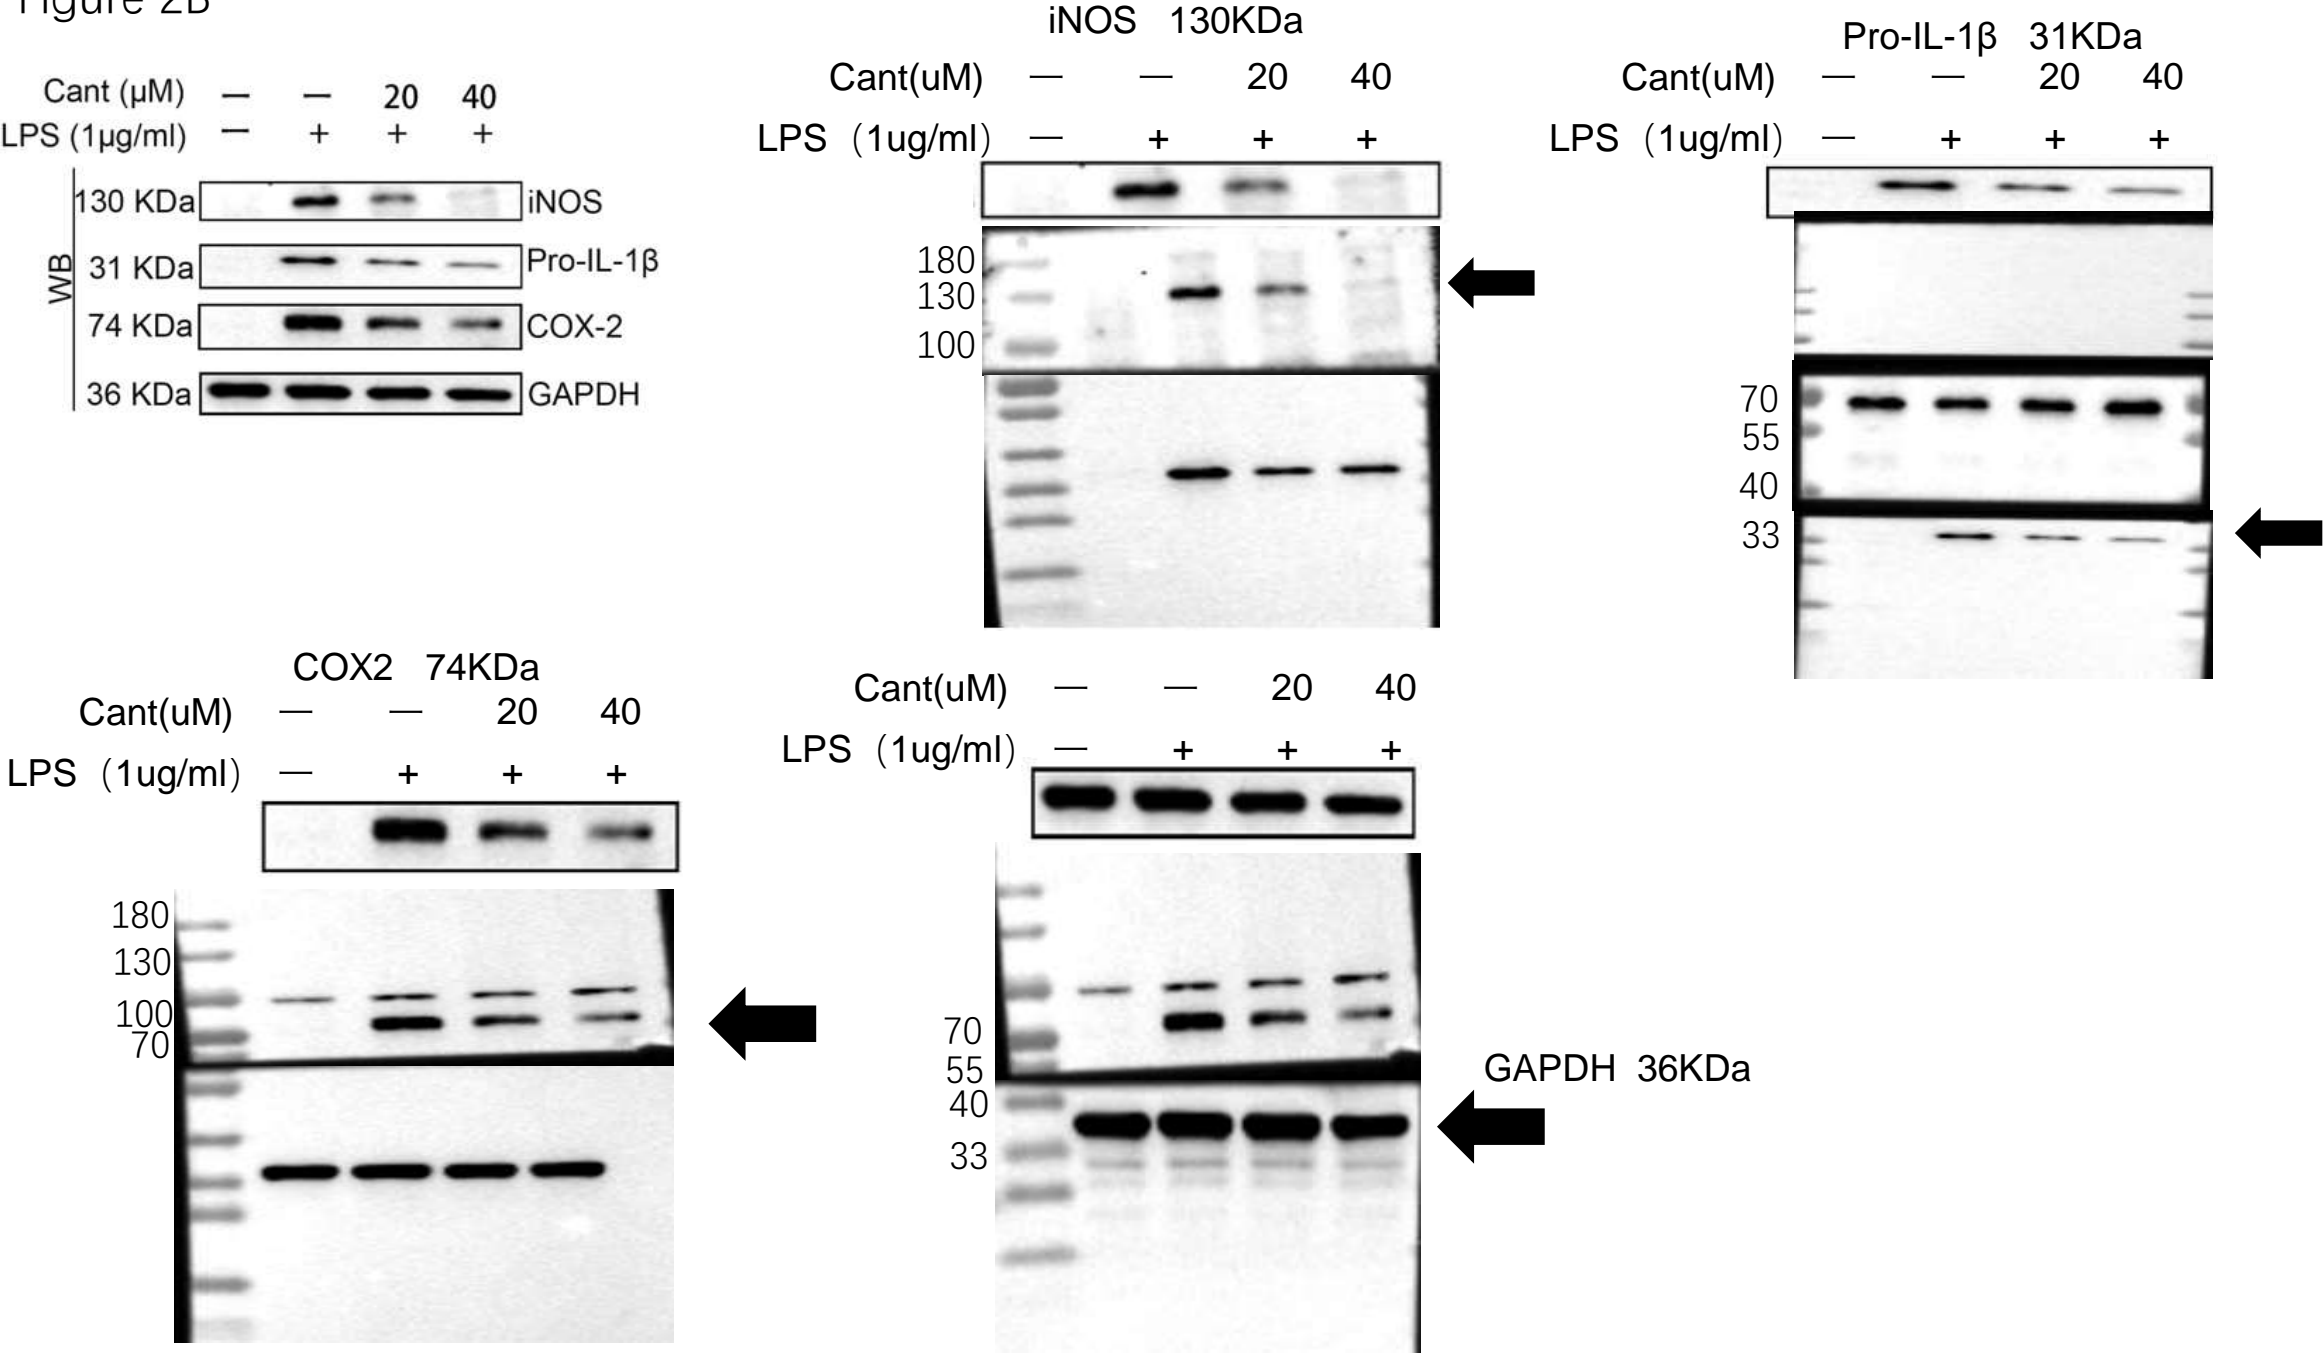 Figure 2B
Cant (μM) — — 20 40
LPS (1μg/ml) — + + +
WB
130 KDa iNOS
31 KDa Pro-IL-1β
74 KDa COX-2
36 KDa GAPDH
iNOS 130KDa
Cant(uM) — — 20 40
LPS（1ug/ml） — + + +
180
130
100
Pro-IL-1β 31KDa
Cant(uM) — — 20 40
LPS（1ug/ml） — + + +
70
55
40
33
COX2 74KDa
Cant(uM) — — 20 40
LPS（1ug/ml） — + + +
180
130
100
70
Cant(uM) — — 20 40
LPS（1ug/ml） — + + +
70
55
40
33
GAPDH 36KDa